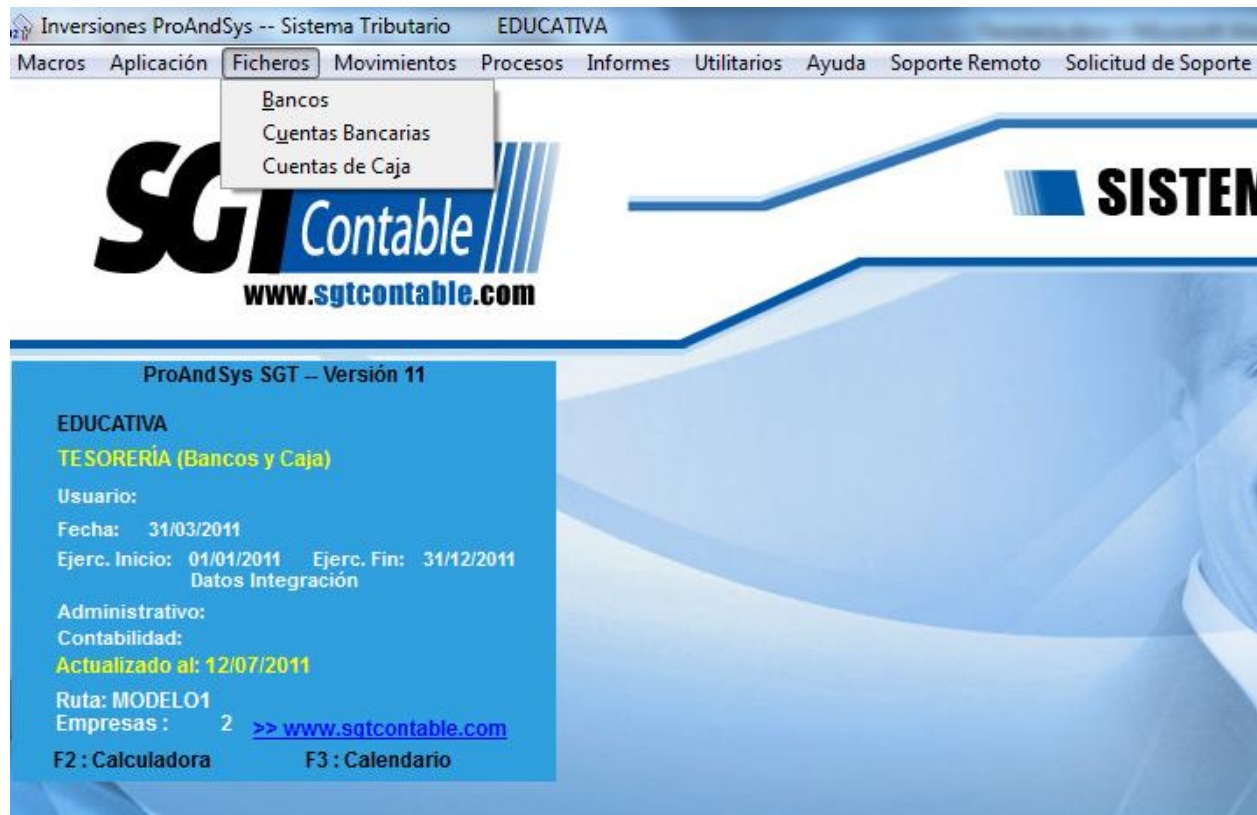 Inversiones ProAndSys -- Sistema Tributario EDUCATIVA
Macros Aplicación Ficheros Movimientos Procesos Informes Utilitarios Ayuda Soporte Remoto Solicitud de Soporte
Bancos
Cuentas Bancarias
Cuentas de Caja
SGT
Contable
www.sgtcontable.com
SISTEM
ProAndSys SGT -- Versión 11
EDUCATIVA
TESORERÍA (Bancos y Caja)
Usuario:
Fecha: 31/03/2011
Ejerc. Inicio: 01/01/2011 Ejerc. Fin: 31/12/2011
Datos Integración
Administrativo:
Contabilidad:
Actualizado al: 12/07/2011
Ruta: MODELO1
Empresas : 2 >> www.sgtcontable.com
F2 : Calculadora F3 : Calendario